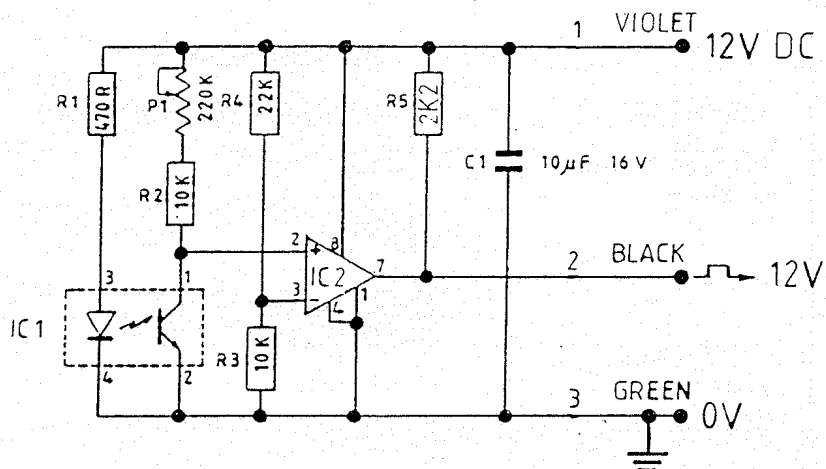 1 VIOLET
12V DC
R1
470R
P1
220K
R4
22K
R5
2K2
C1 10µF 16V
R2
10K
2
+
8
IC2
7
3
-
4
1
2 BLACK
12V
3
1
IC1
4
2
R3
10K
3 GREEN
0V